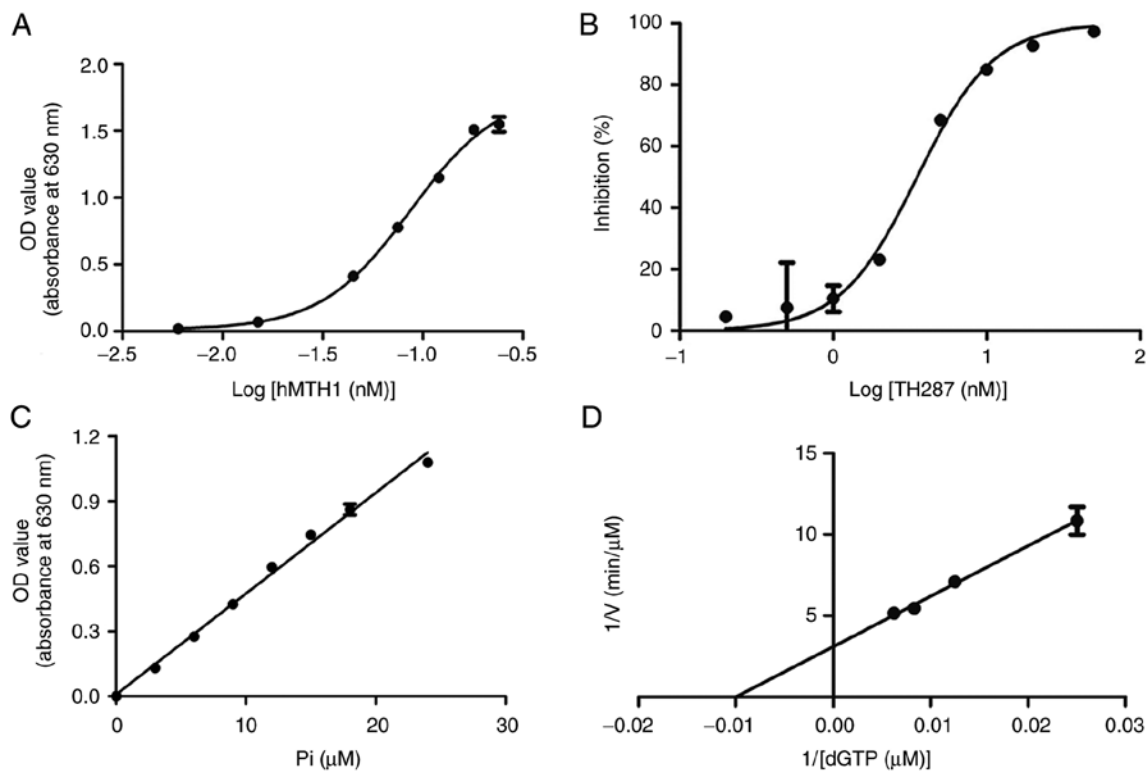 A
2.0
1.5
1.0
0.5
0.0
OD value
(absorbance at 630 nm)
−2.5 −2.0 −1.5 −1.0 −0.5
Log [hMTH1 (nM)]
B
100
80
60
40
20
0
Inhibition (%)
−1 0 1 2
Log [TH287 (nM)]
C
1.2
0.9
0.6
0.3
0.0
OD value
(absorbance at 630 nm)
0 10 20 30
Pi (μM)
D
15
10
5
1/V (min/μM)
−0.02 −0.01 0.00 0.01 0.02 0.03
1/[dGTP (μM)]